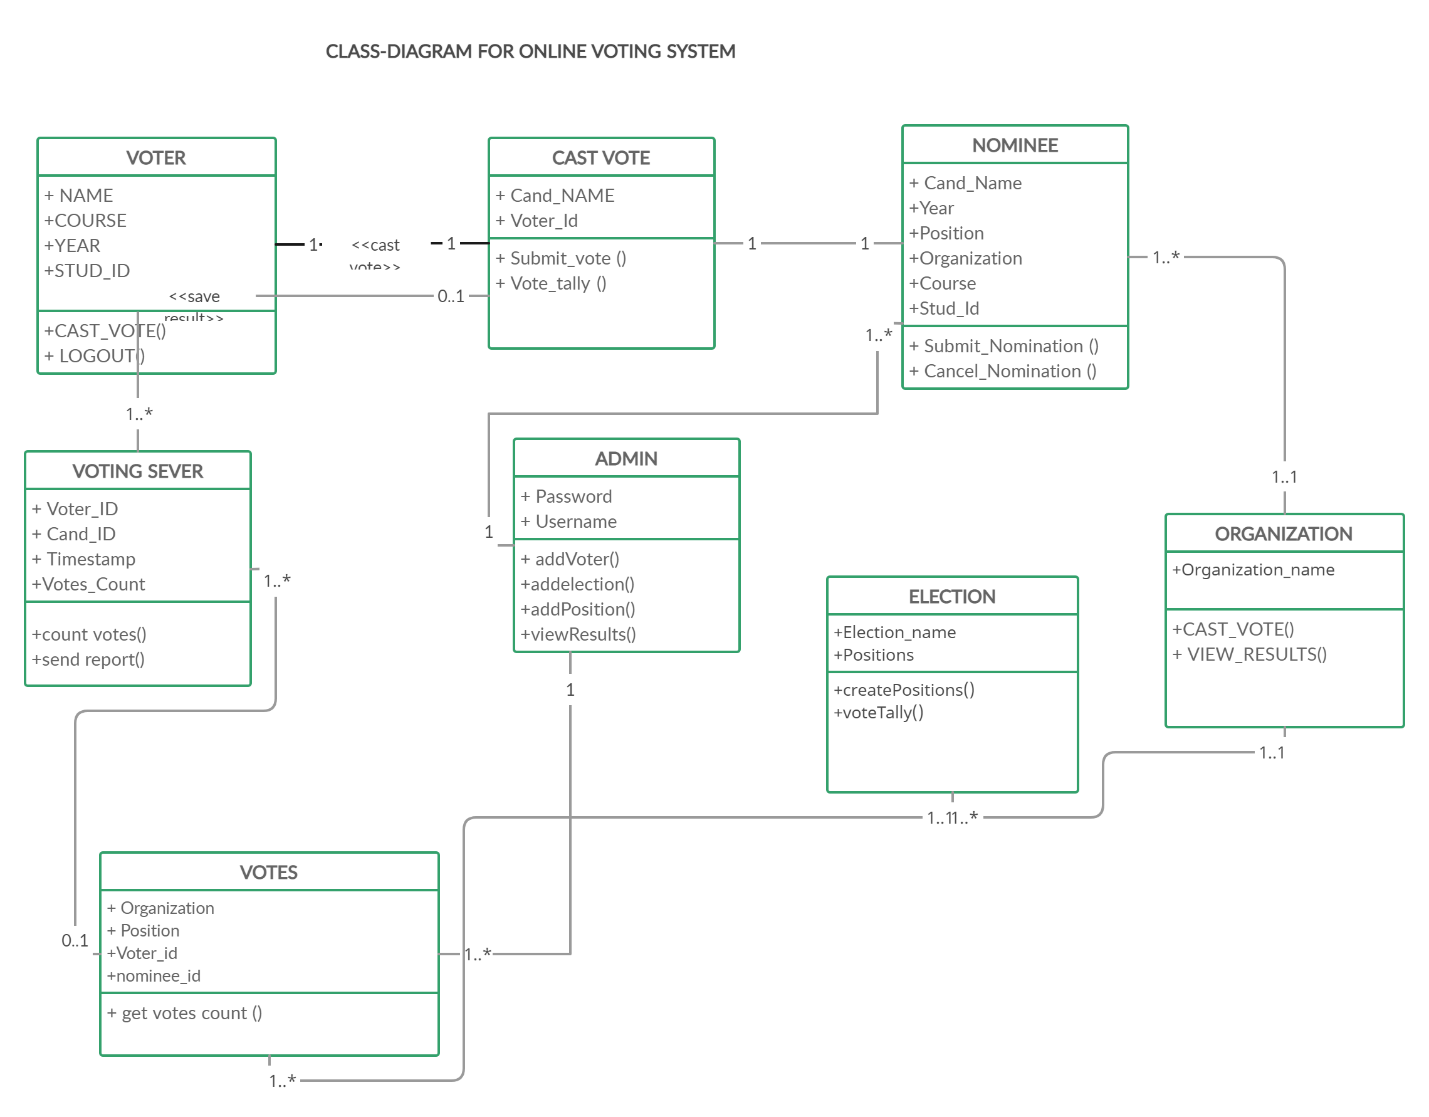 CLASS-DIAGRAM FOR ONLINE VOTING SYSTEM
VOTER
+ NAME
+COURSE
+YEAR
+STUD_ID
+CAST_VOTE()
+ LOGOUT()
1
<<cast
vote>>
1
<<save
result>>
0..1
CAST VOTE
+ Cand_NAME
+ Voter_Id
+ Submit_vote ()
+ Vote_tally ()
1
1
NOMINEE
+ Cand_Name
+Year
+Position
+Organization
+Course
+Stud_Id
+ Submit_Nomination ()
+ Cancel_Nomination ()
1..*
1..*
1..*
VOTING SEVER
+ Voter_ID
+ Cand_ID
+ Timestamp
+Votes_Count
+count votes()
+send report()
1..*
ADMIN
+ Password
+ Username
+ addVoter()
+addelection()
+addPosition()
+viewResults()
1
1
1..1
ORGANIZATION
+Organization_name
+CAST_VOTE()
+ VIEW_RESULTS()
1..1
ELECTION
+Election_name
+Positions
+createPositions()
+voteTally()
1..11..*
VOTES
+ Organization
+ Position
+Voter_id
+nominee_id
+ get votes count ()
0..1
1..*
1..*